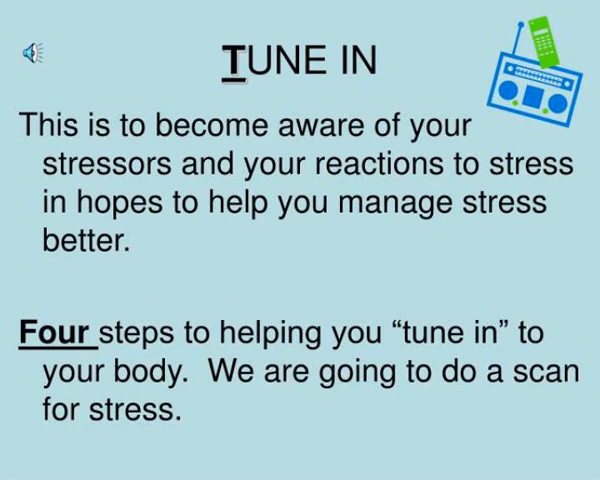 TUNE IN
This is to become aware of your
stressors and your reactions to stress
in hopes to help you manage stress
better.
Four steps to helping you “tune in” to
your body.  We are going to do a scan
for stress.